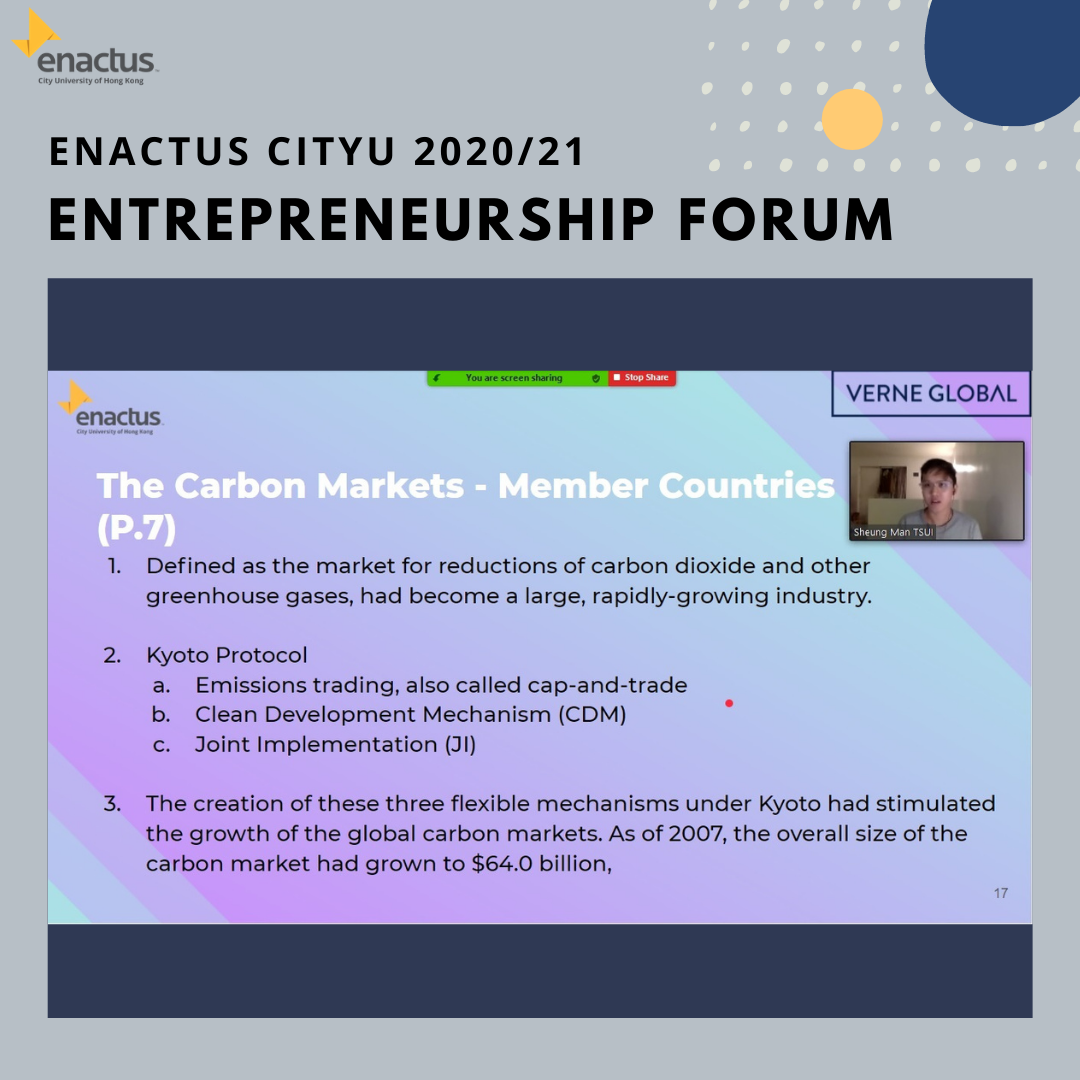 enactus
City University of Hong Kong
ENACTUS CITYU 2020/21
ENTREPRENEURSHIP FORUM
You are screen sharing
Stop Share
VERNE GLOBAL
enactus
City University of Hong Kong
Sheung Man TSUI
The Carbon Markets - Member Countries
(P.7)
1. Defined as the market for reductions of carbon dioxide and other
greenhouse gases, had become a large, rapidly-growing industry.
2. Kyoto Protocol
a. Emissions trading, also called cap-and-trade
b. Clean Development Mechanism (CDM)
c. Joint Implementation (JI)
3. The creation of these three flexible mechanisms under Kyoto had stimulated
the growth of the global carbon markets. As of 2007, the overall size of the
carbon market had grown to $64.0 billion,
17